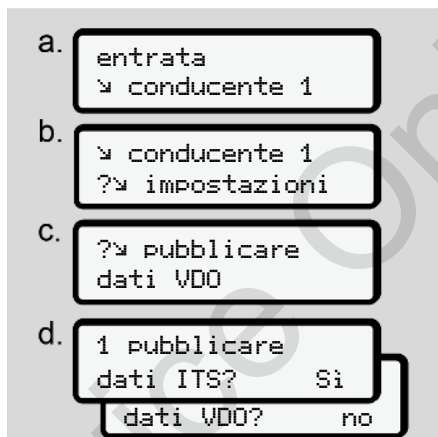 a.
entrata
↘ conducente 1
b.
↘ conducente 1
?↘ impostazioni
c.
?↘ pubblicare
dati VDO
d.
1 pubblicare
dati ITS? Sì
dati VDO? no